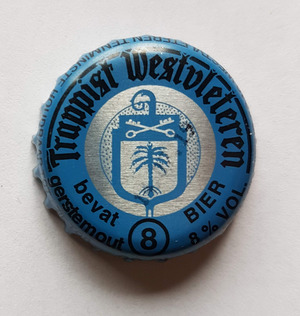 Trappist Westvleteren
bevat
gerstemout
8
BIER
8 % VOL.